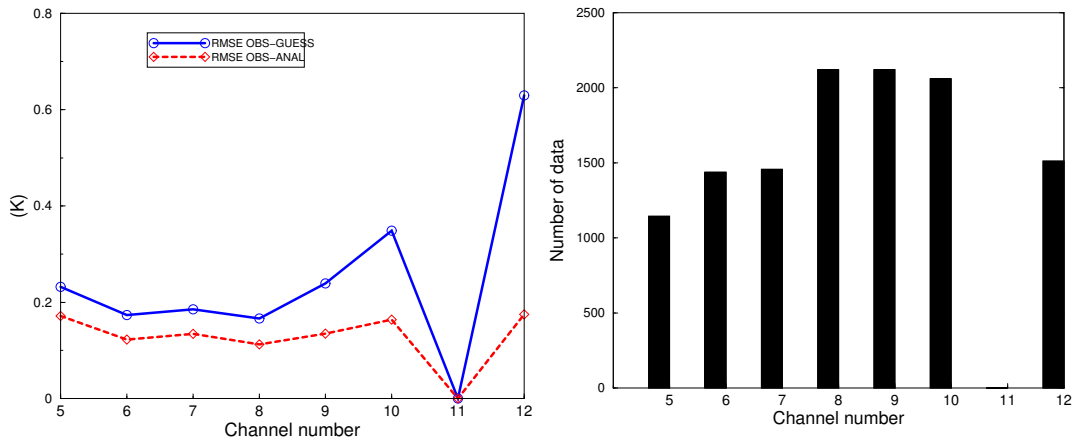 0.8
0.6
0.4
0.2
0
(K)
RMSE OBS-GUESS
RMSE OBS-ANAL
5 6 7 8 9 10 11 12
Channel number
2500
2000
1500
1000
500
0
Number of data
5 6 7 8 9 10 11 12
Channel number